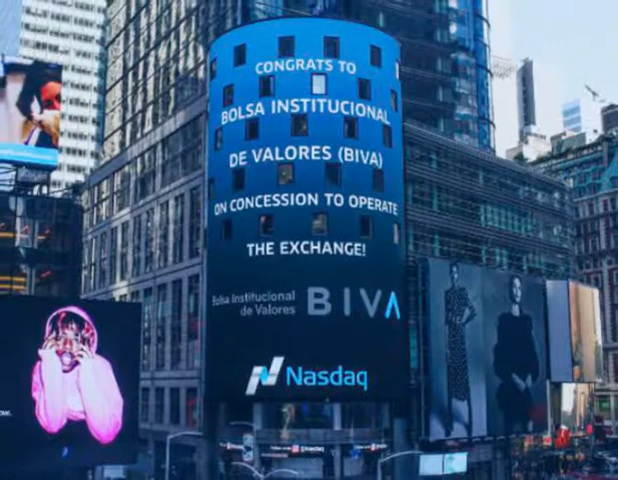 CONGRATS TO
BOLSA INSTITUCIONAL
DE VALORES (BIVA)
ON CONCESSION TO OPERATE
THE EXCHANGE!
Bolsa Institucional
de Valores
BIVA
Nasdaq